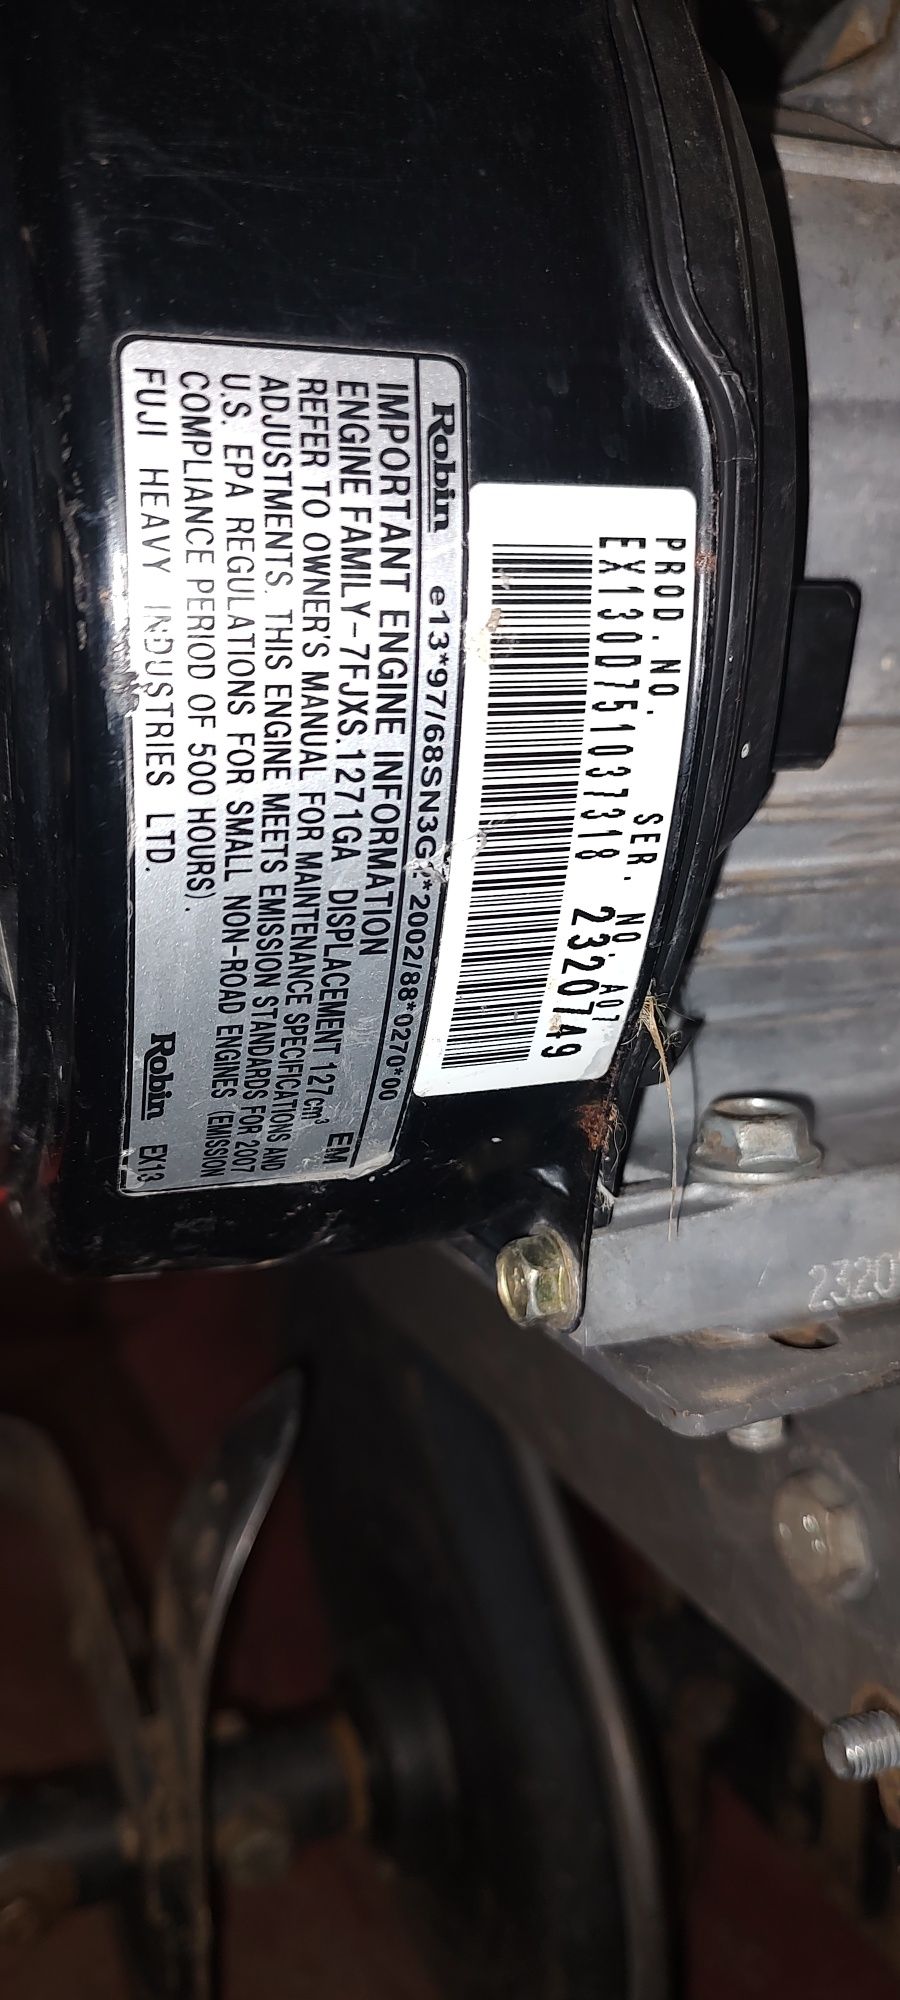 PROD. NO. SER. NO. A01
EX130D751037318 2320749
Robin e13*97/68SN3G *2002/88*0270*00
IMPORTANT ENGINE INFORMATION
ENGINE FAMILY-7FJXS.1271GA DISPLACEMENT 127cm³ EM
REFER TO OWNER'S MANUAL FOR MAINTENANCE SPECIFICATIONS AND
ADJUSTMENTS. THIS ENGINE MEETS EMISSION STANDARDS FOR 2007
U.S. EPA REGULATIONS FOR SMALL NON-ROAD ENGINES (EMISSION
COMPLIANCE PERIOD OF 500 HOURS).
FUJI HEAVY INDUSTRIES LTD. Robin EX13
2320